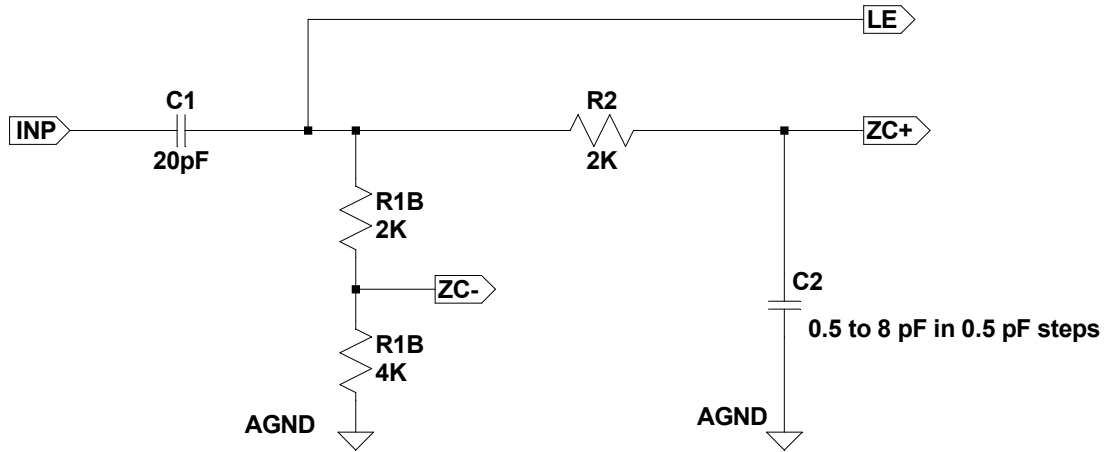 LE
C1
INP
20pF
R2
2K
ZC+
R1B
2K
ZC-
C2
0.5 to 8 pF in 0.5 pF steps
R1B
4K
AGND
AGND